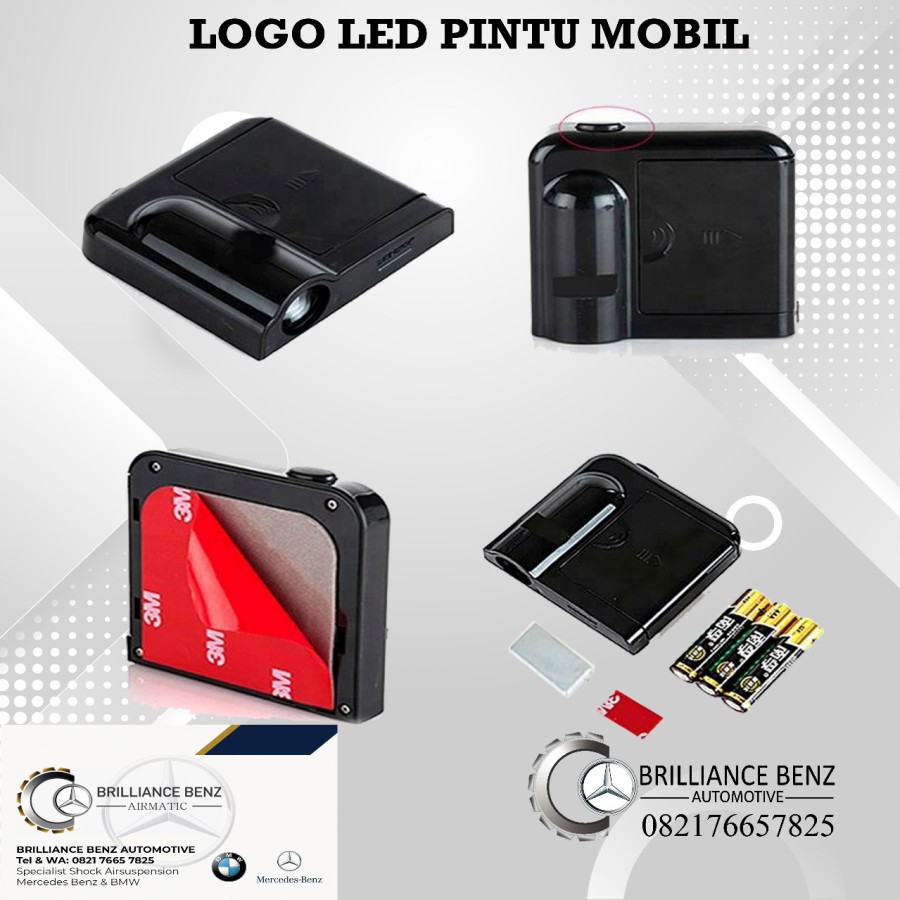 LOGO LED PINTU MOBIL
3M
3M
3M
3M
BRILLIANCE BENZ
AIRMATIC
BRILLIANCE BENZ AUTOMOTIVE
Tel & WA: 0821 7665 7825
Specialist Shock Airsuspension
Mercedes Benz & BMW
BMW
Mercedes-Benz
BRILLIANCE BENZ
AUTOMOTIVE
082176657825